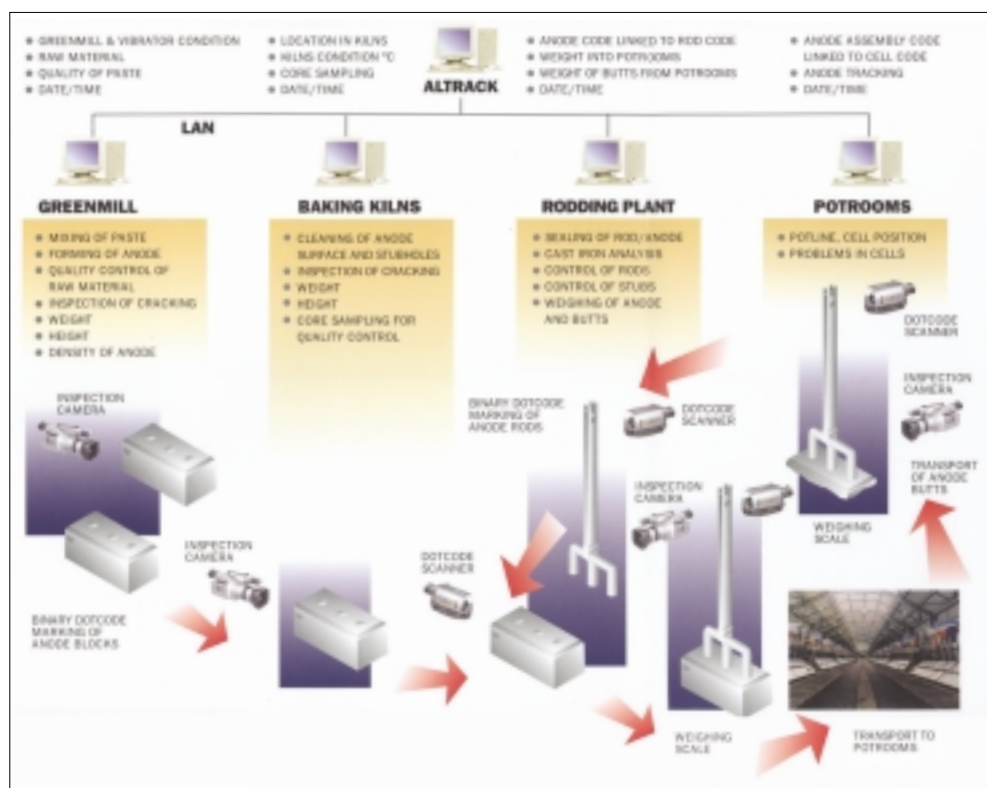 GREENMILL & VIBRATOR CONDITION
RAW MATERIAL
QUALITY OF PASTE
DATE/TIME
LOCATION IN KILNS
KILNS CONDITION °C
CORE SAMPLING
DATE/TIME
ALTRACK
ANODE CODE LINKED TO ROD CODE
WEIGHT INTO POTROOMS
WEIGHT OF BUTTS FROM POTROOMS
DATE/TIME
ANODE ASSEMBLY CODE
LINKED TO CELL CODE
ANODE TRACKING
DATE/TIME
LAN
GREENMILL
MIXING OF PASTE
FORMING OF ANODE
QUALITY CONTROL OF
RAW MATERIAL
INSPECTION OF CRACKING
WEIGHT
HEIGHT
DENSITY OF ANODE
BAKING KILNS
CLEANING OF ANODE
SURFACE AND STUBHOLES
INSPECTION OF CRACKING
WEIGHT
HEIGHT
CORE SAMPLING FOR
QUALITY CONTROL
RODDING PLANT
SEALING OF ROD/ANODE
CAST IRON ANALYSIS
CONTROL OF RODS
CONTROL OF STUBS
WEIGHING OF ANODE
AND BUTTS
POTROOMS
POTLINE, CELL POSITION
PROBLEMS IN CELLS
DOTCODE
SCANNER
INSPECTION
CAMERA
INSPECTION
CAMERA
BINARY DOTCODE
MARKING OF
ANODE RODS
DOTCODE
SCANNER
TRANSPORT
OF ANODE
BUTTS
INSPECTION
CAMERA
WEIGHING
SCALE
INSPECTION
CAMERA
DOTCODE
SCANNER
BINARY DOTCODE
MARKING OF
ANODE BLOCKS
WEIGHING
SCALE
TRANSPORT TO
POTROOMS